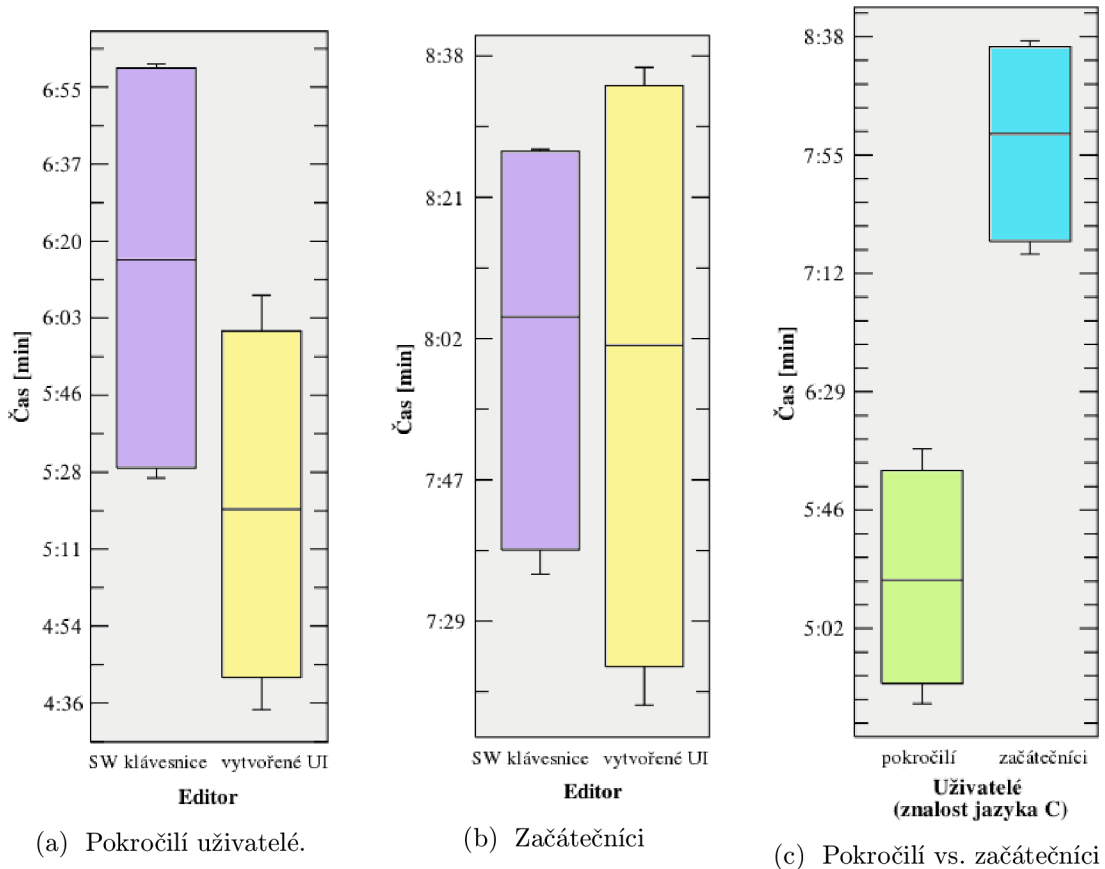 Čas [min]
6:55
6:37
6:20
6:03
5:46
5:28
5:11
4:54
4:36
SW klávesnice vytvořené UI
Editor
(a) Pokročilí uživatelé.
Čas [min]
8:38
8:21
8:02
7:47
7:29
SW klávesnice vytvořené UI
Editor
(b) Začátečníci
Čas [min]
8:38
7:55
7:12
6:29
5:46
5:02
pokročilí začátečníci
Uživatelé
(znalost jazyka C)
(c) Pokročilí vs. začátečníci